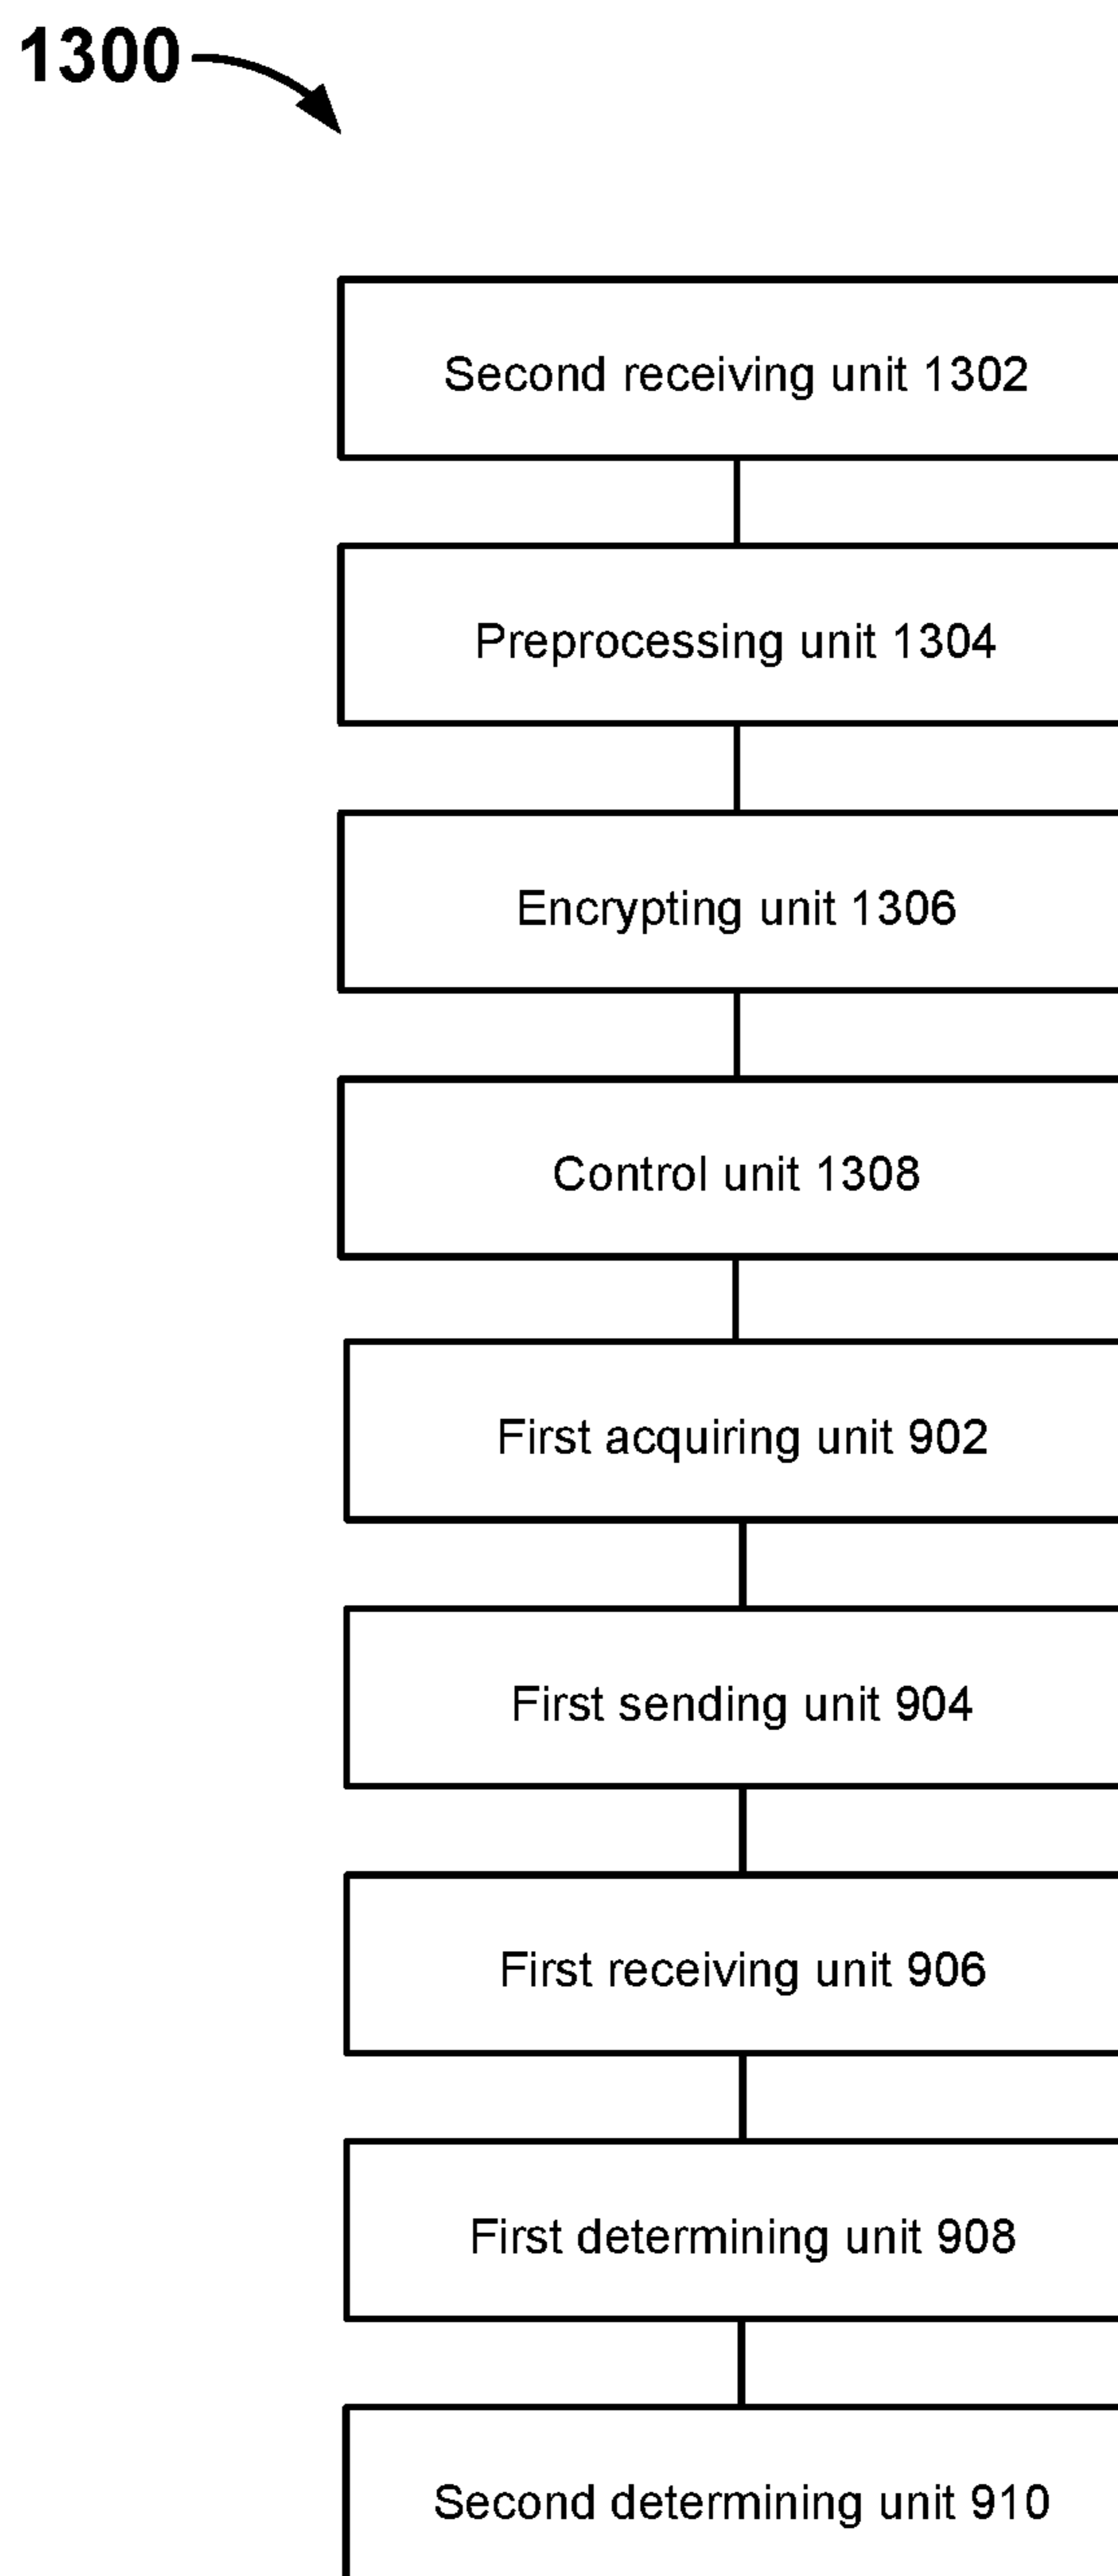 1300
Second receiving unit 1302
Preprocessing unit 1304
Encrypting unit 1306
Control unit 1308
First acquiring unit 902
First sending unit 904
First receiving unit 906
First determining unit 908
Second determining unit 910